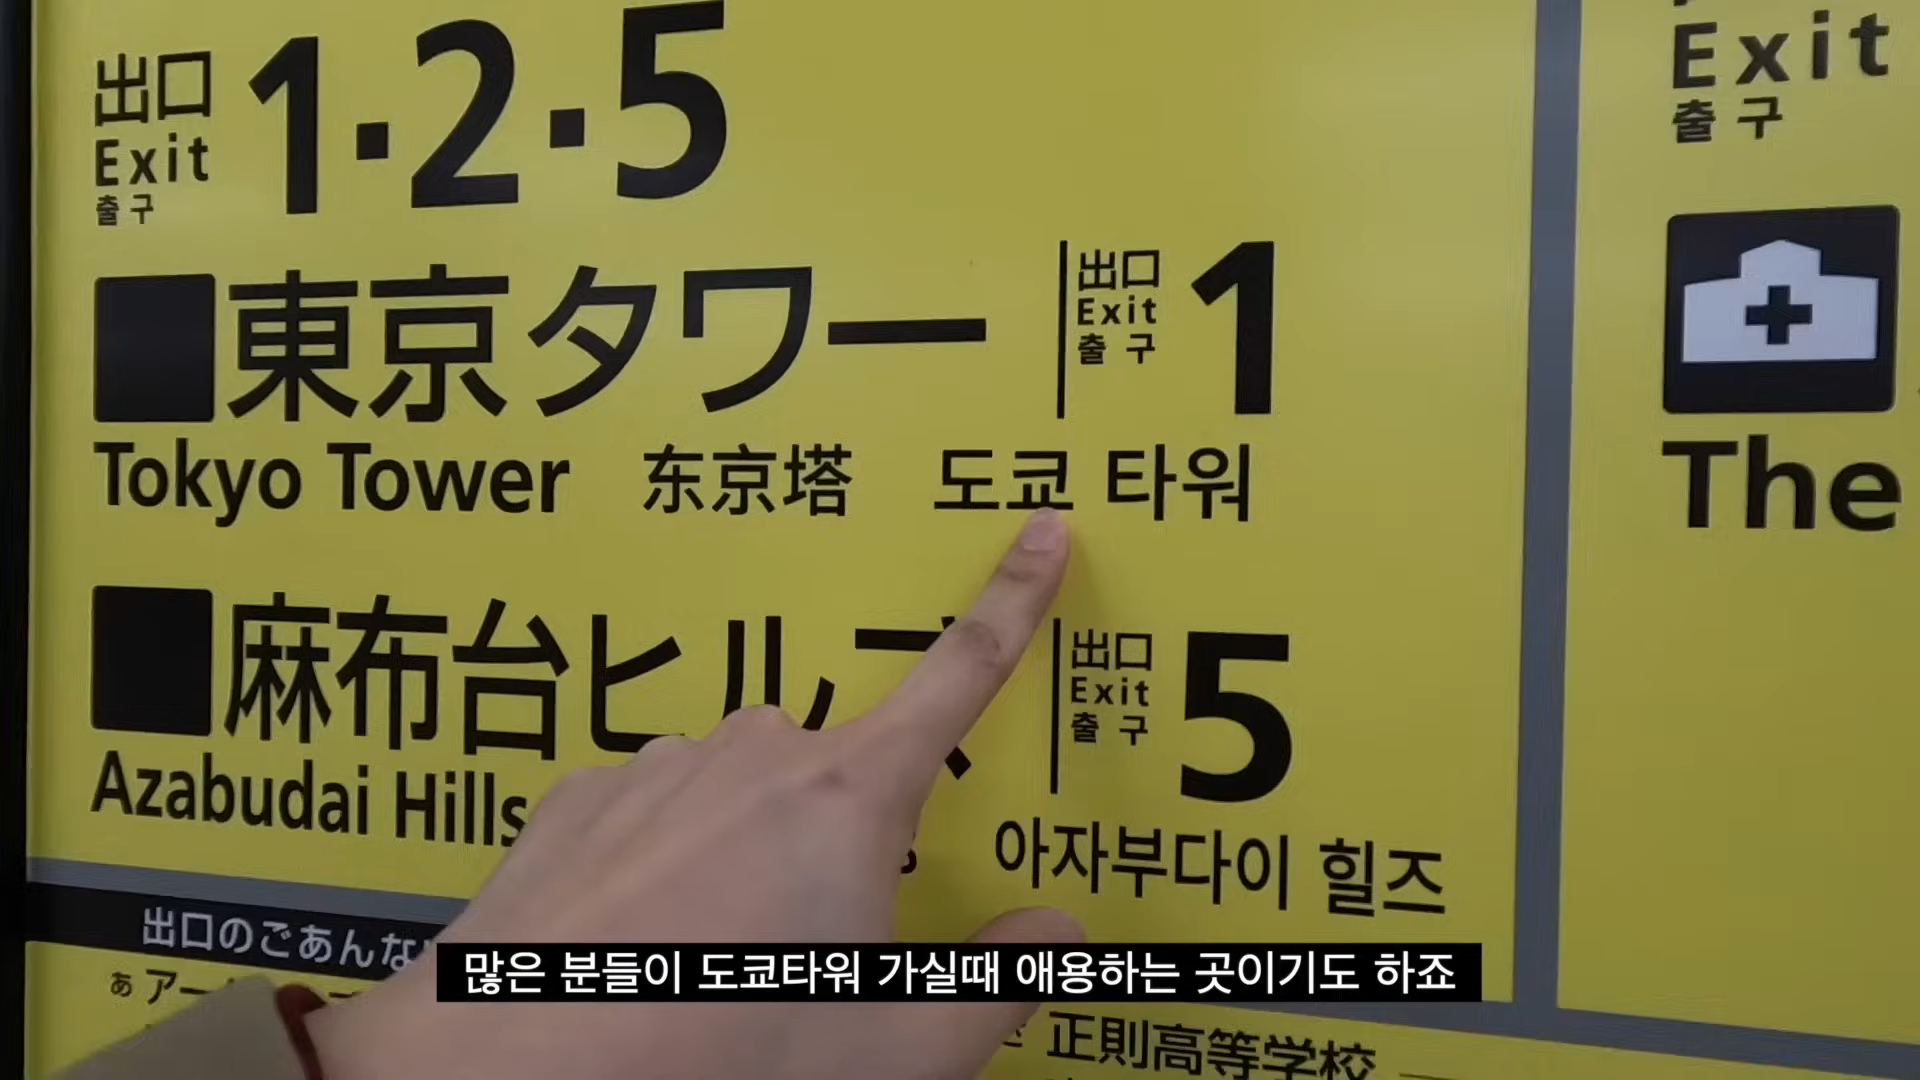 出口 Exit 출구 1·2·5
東京タワー 出口 Exit 출구 1
Tokyo Tower 东京塔 도쿄 타워
麻布台ヒルズ 出口 Exit 출구 5
Azabudai Hills 아자부다이 힐즈
出口のごあんない
あ アー
正則高等学校
Exit
출구
The
많은 분들이 도쿄타워 가실때 애용하는 곳이기도 하죠